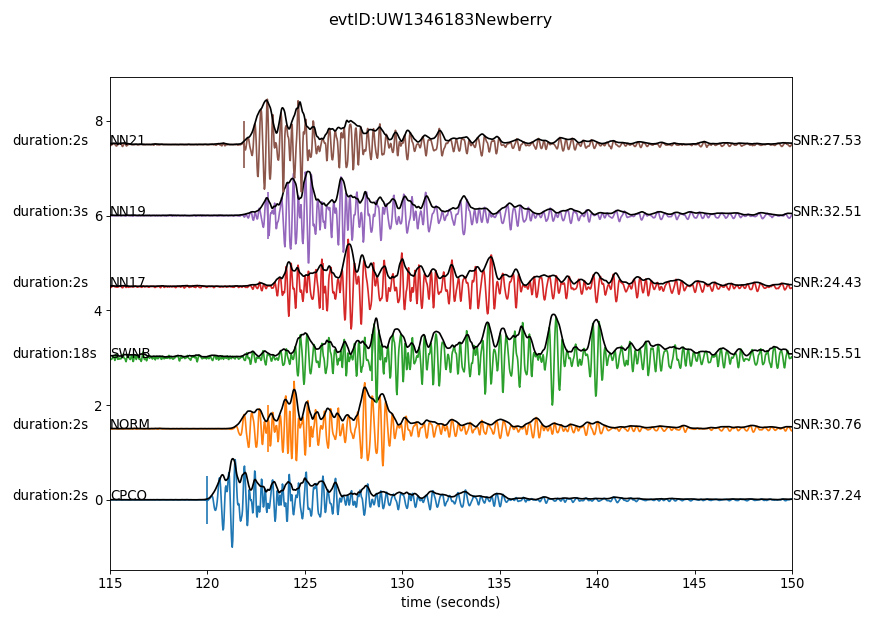 evtID:UW1346183Newberry
8
duration:2s NN21 SNR:27.53
duration:3s NN19 SNR:32.51
6
duration:2s NN17 SNR:24.43
4
duration:18s SWNB SNR:15.51
2
duration:2s NORM SNR:30.76
duration:2s CPCO SNR:37.24
0
115 120 125 130 135 140 145 150
time (seconds)